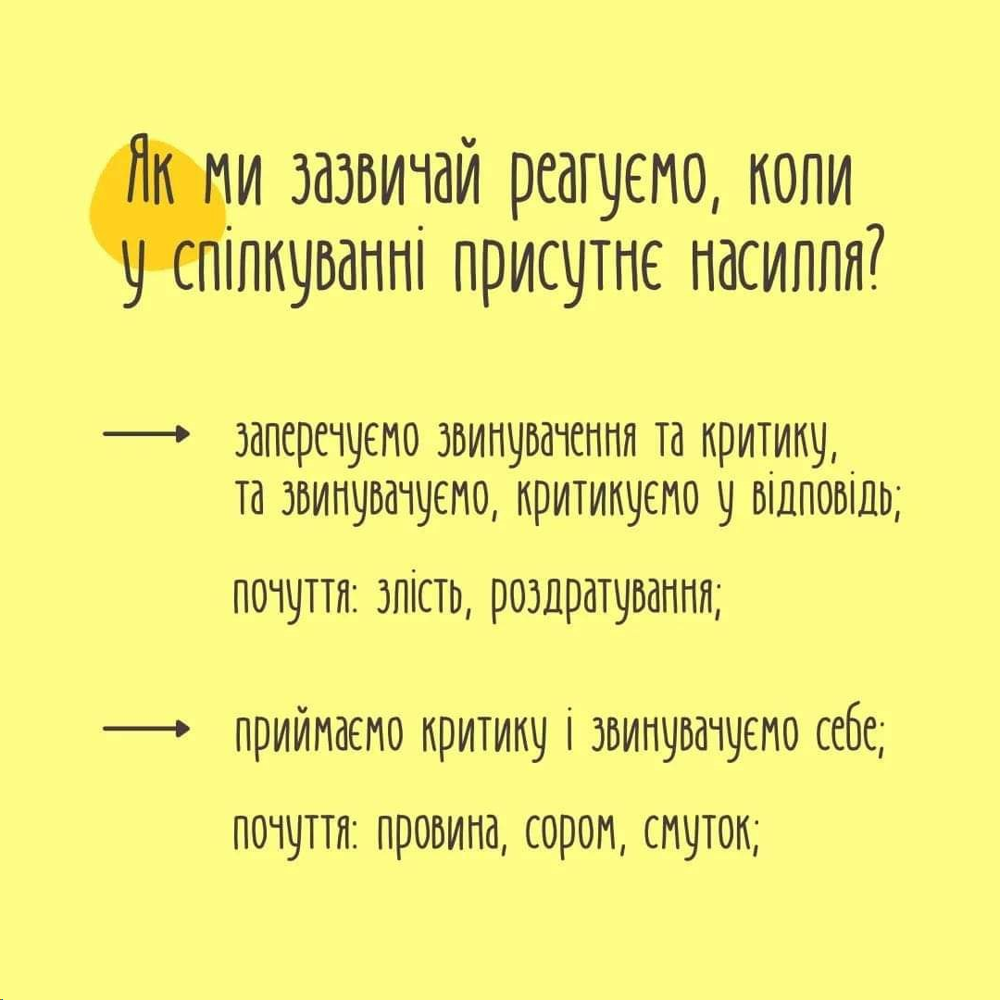 Як ми зазвичай реагуємо, коли
у спілкуванні присутнє насилля?
заперечуємо звинувачення та критику,
та звинувачуємо, критикуємо у відповідь;
почуття: злість, роздратування;
приймаємо критику і звинувачуємо себе;
почуття: провина, сором, смуток;